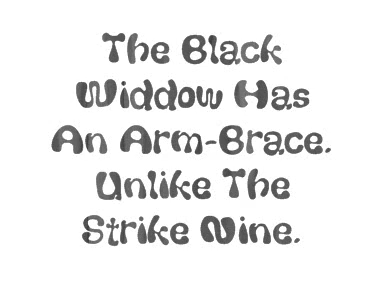 The Black
Widdow Has
An Arm-Brace.
Unlike The
Strike Nine.